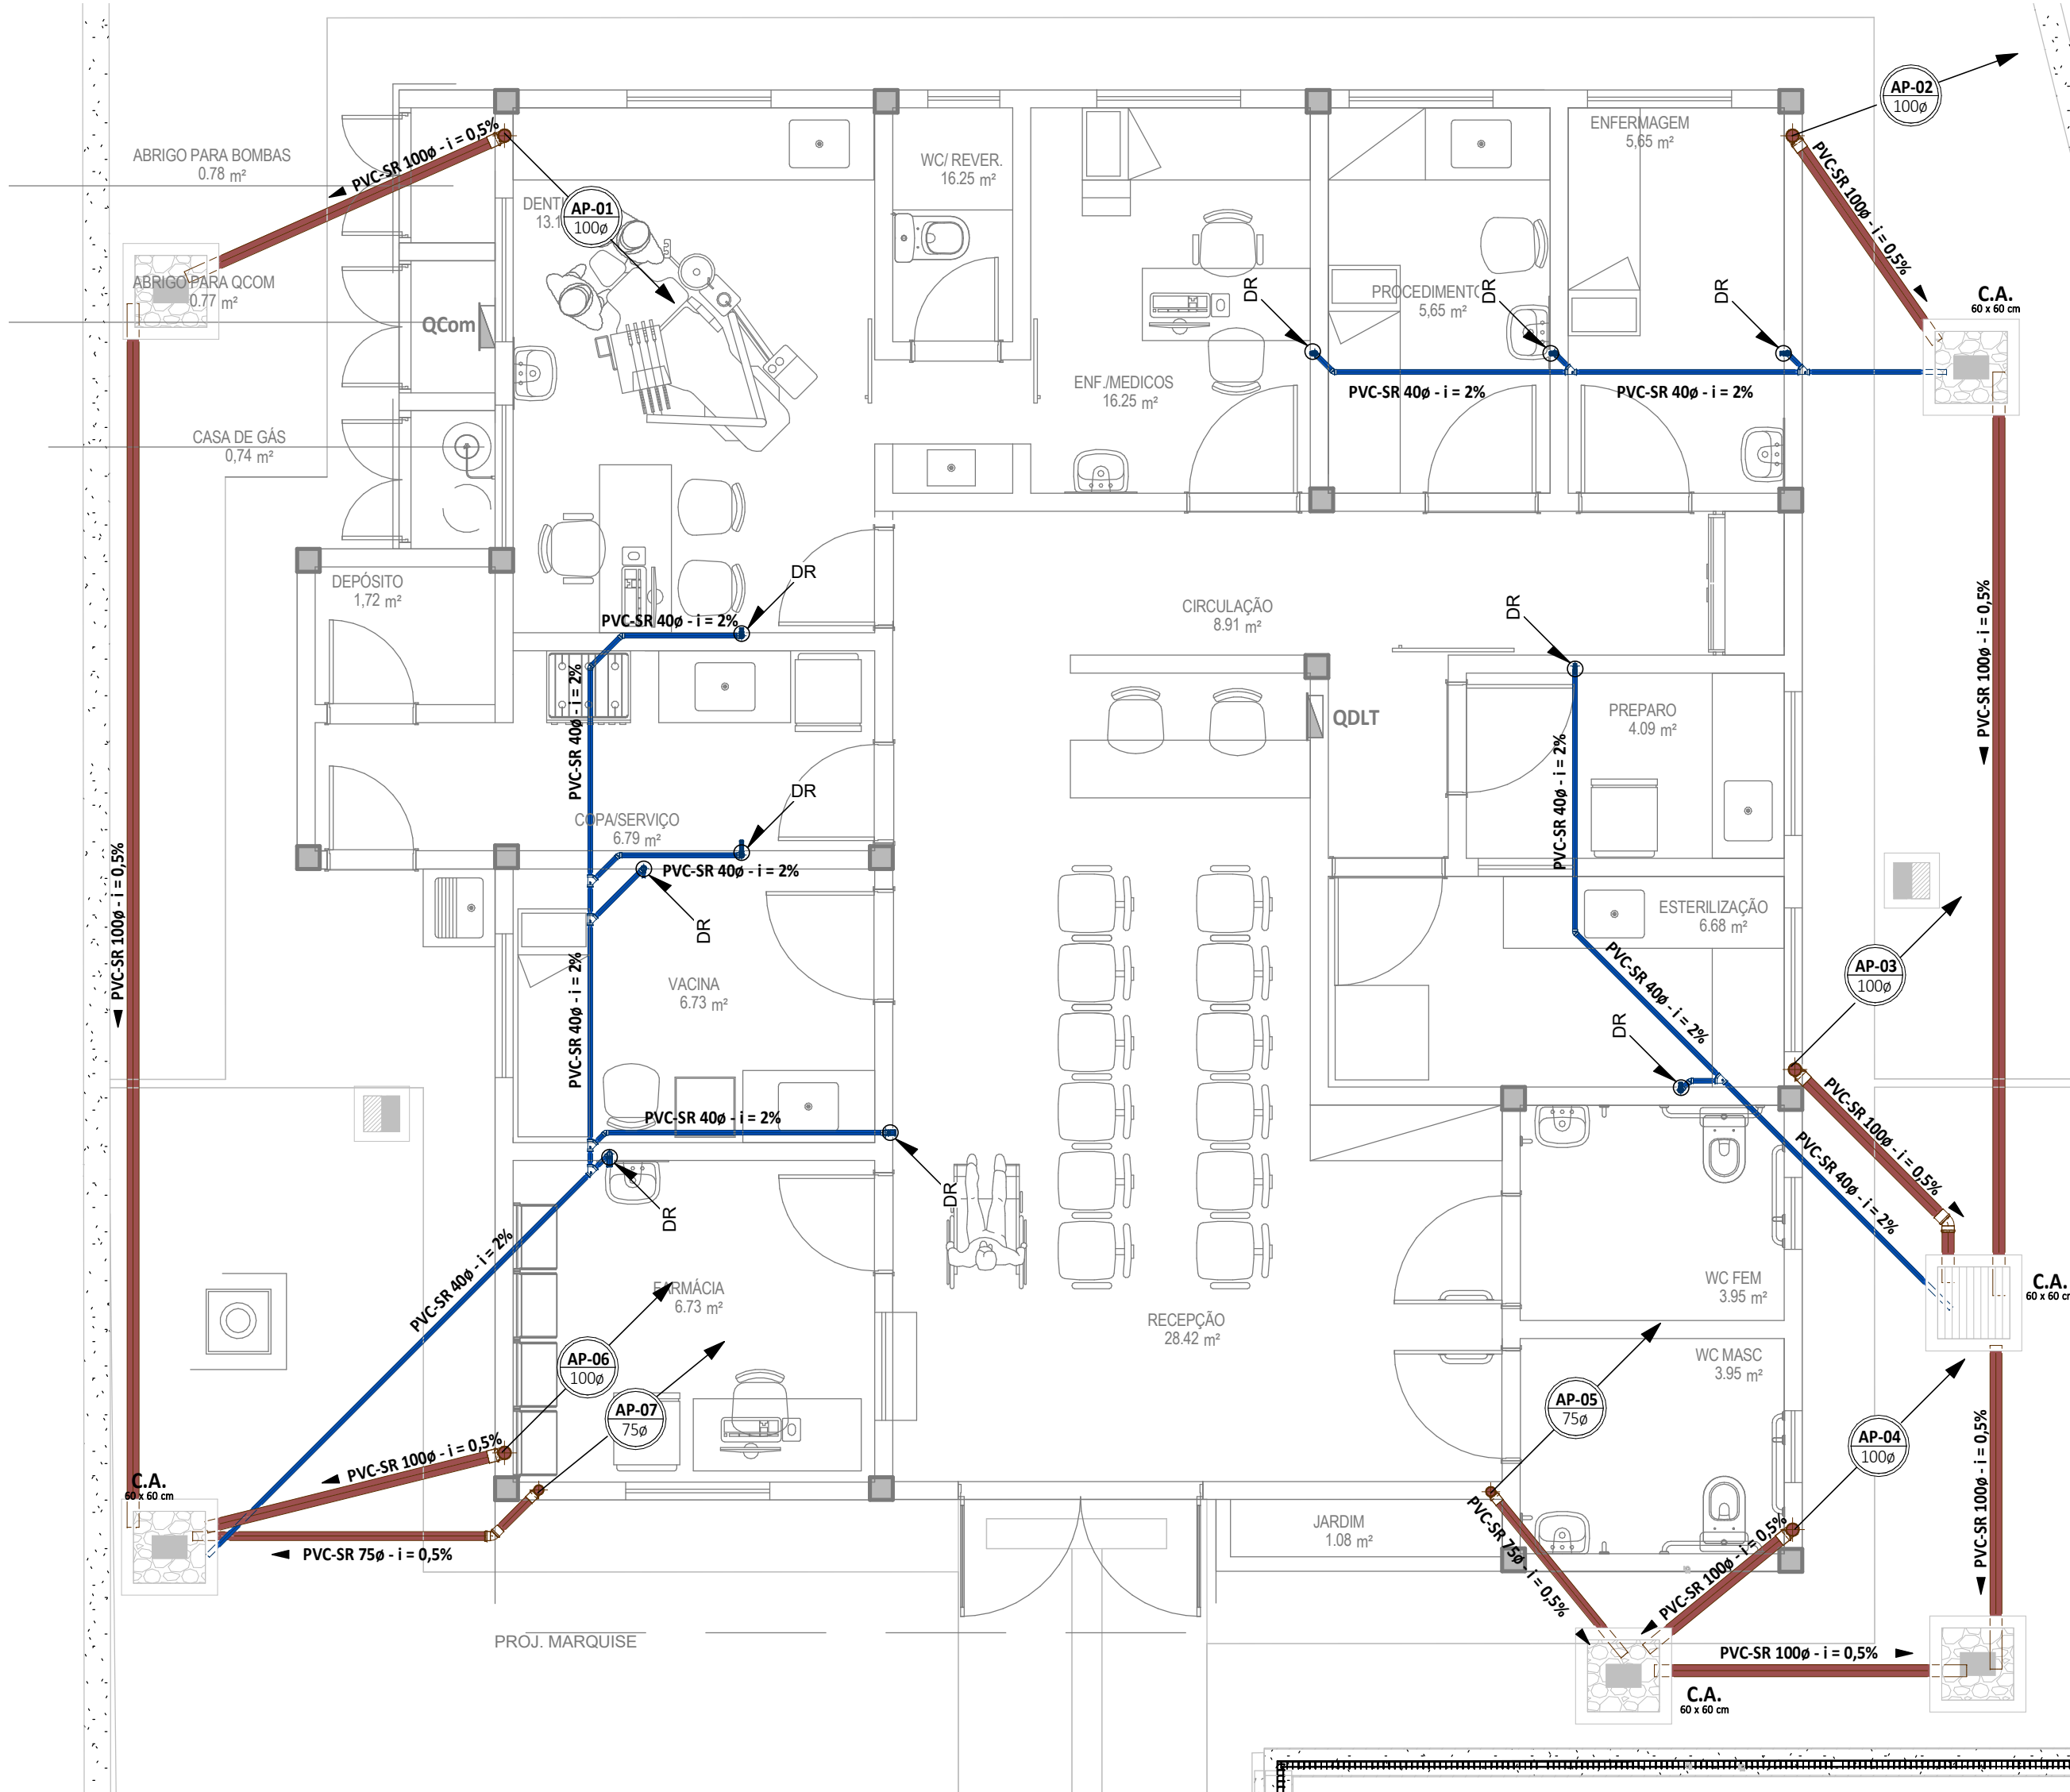 AP-02
100ø
PVC-SR 100ø - i = 0,5%
ABRIGO PARA BOMBAS
0.78 m²
DENTI
13.1
AP-01
100ø
WC/ REVER.
16.25 m²
ENFERMAGEM
5,65 m²
PVC-SR 100ø - i = 0,5%
ABRIGO PARA QCOM
0.77 m²
QCom
DR
PROCEDIMENTO
5,65 m²
DR
DR
C.A.
60 x 60 cm
ENF./MEDICOS
16.25 m²
PVC-SR 40ø - i = 2%
PVC-SR 40ø - i = 2%
CASA DE GÁS
0,74 m²
DEPÓSITO
1,72 m²
DR
PVC-SR 40ø - i = 2%
CIRCULAÇÃO
8.91 m²
DR
PVC-SR 100ø - i = 0,5%
PVC-SR 40ø - i = 2%
QDLT
PREPARO
4.09 m²
PVC-SR 40ø - i = 2%
DR
COPA/SERVIÇO
6.79 m²
PVC-SR 40ø - i = 2%
DR
PVC-SR 100ø - i = 0,5%
ESTERILIZAÇÃO
6.68 m²
VACINA
6.73 m²
PVC-SR 40ø - i = 2%
PVC-SR 40ø - i = 2%
AP-03
100ø
DR
PVC-SR 40ø - i = 2%
PVC-SR 100ø - i = 0,5%
PVC-SR 40ø - i = 2%
DR
DR
PVC-SR 40ø - i = 2%
FARMÁCIA
6.73 m²
WC FEM
3.95 m²
C.A.
60 x 60 cm
RECEPÇÃO
28.42 m²
AP-06
100ø
WC MASC
3.95 m²
AP-07
75ø
AP-05
75ø
AP-04
100ø
PVC-SR 100ø - i = 0,5%
C.A.
60 x 60 cm
PVC-SR 75ø - i = 0,5%
JARDIM
1.08 m²
PVC-SR 75ø - i = 0,5%
PVC-SR 100ø - i = 0,5%
PVC-SR 100ø - i = 0,5%
PROJ. MARQUISE
PVC-SR 100ø - i = 0,5%
C.A.
60 x 60 cm